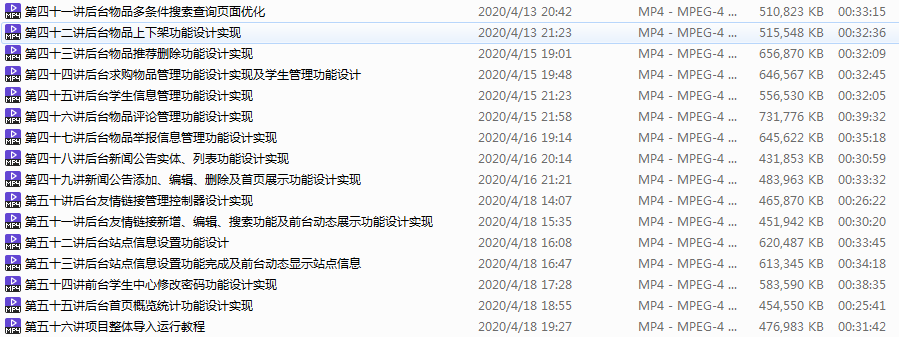 第四十一讲后台物品多条件搜索查询页面优化 2020/4/13 20:42 MP4 - MPEG-4 ... 510,823 KB 00:33:15
第四十二讲后台物品上下架功能设计实现 2020/4/13 21:23 MP4 - MPEG-4 ... 515,548 KB 00:32:36
第四十三讲后台物品推荐删除功能设计实现 2020/4/15 19:01 MP4 - MPEG-4 ... 656,870 KB 00:32:09
第四十四讲后台求购物品管理功能设计实现及学生管理功能设计 2020/4/15 19:48 MP4 - MPEG-4 ... 646,567 KB 00:32:45
第四十五讲后台学生信息管理功能设计实现 2020/4/15 21:23 MP4 - MPEG-4 ... 556,530 KB 00:32:05
第四十六讲后台物品评论管理功能设计实现 2020/4/15 21:58 MP4 - MPEG-4 ... 731,776 KB 00:39:32
第四十七讲后台物品举报信息管理功能设计实现 2020/4/16 19:14 MP4 - MPEG-4 ... 645,622 KB 00:35:18
第四十八讲后台新闻公告实体、列表功能设计实现 2020/4/16 20:14 MP4 - MPEG-4 ... 431,853 KB 00:30:59
第四十九讲新闻公告添加、编辑、删除及首页展示功能设计实现 2020/4/16 21:21 MP4 - MPEG-4 ... 483,963 KB 00:33:32
第五十讲后台友情链接管理控制器设计实现 2020/4/18 14:07 MP4 - MPEG-4 ... 465,870 KB 00:26:22
第五十一讲后台友情链接新增、编辑、搜索功能及前台动态展示功能设计实现 2020/4/18 15:35 MP4 - MPEG-4 ... 451,942 KB 00:30:20
第五十二讲后台站点信息设置功能设计 2020/4/18 16:08 MP4 - MPEG-4 ... 620,487 KB 00:33:45
第五十三讲后台站点信息设置功能完成及前台动态显示站点信息 2020/4/18 16:47 MP4 - MPEG-4 ... 613,345 KB 00:34:18
第五十四讲前台学生中心修改密码功能设计实现 2020/4/18 17:28 MP4 - MPEG-4 ... 583,590 KB 00:38:35
第五十五讲后台首页概览统计功能设计实现 2020/4/18 18:55 MP4 - MPEG-4 ... 454,550 KB 00:25:41
第五十六讲项目整体导入运行教程 2020/4/18 19:27 MP4 - MPEG-4 ... 476,983 KB 00:31:42